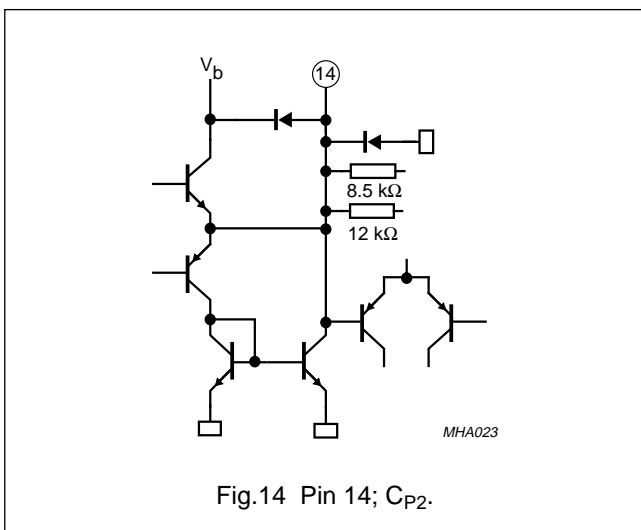 V_b
14
8.5 kΩ
12 kΩ
MHA023
Fig.14 Pin 14; C_P2.